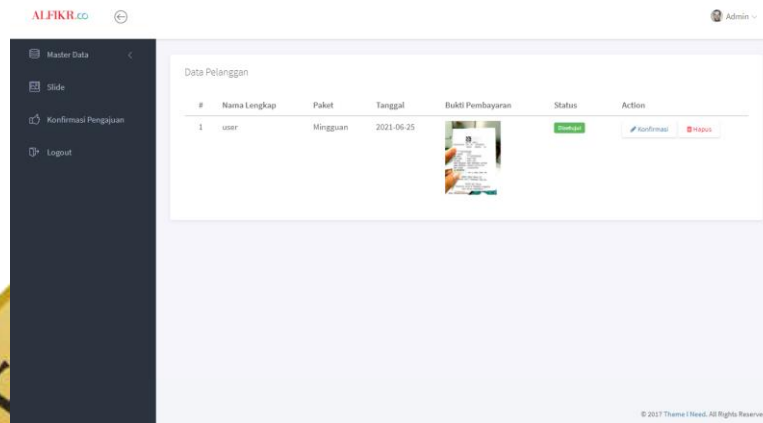 ALFIKR.CO
Admin
Master Data
Slide
Konfirmasi Pengajuan
Logout
Data Pelanggan
# Nama Lengkap Paket Tanggal Bukti Pembayaran Status Action
1 user Mingguan 2021-06-25 Disetujui Konfirmasi Hapus
© 2017 Theme I Need. All Rights Reserve